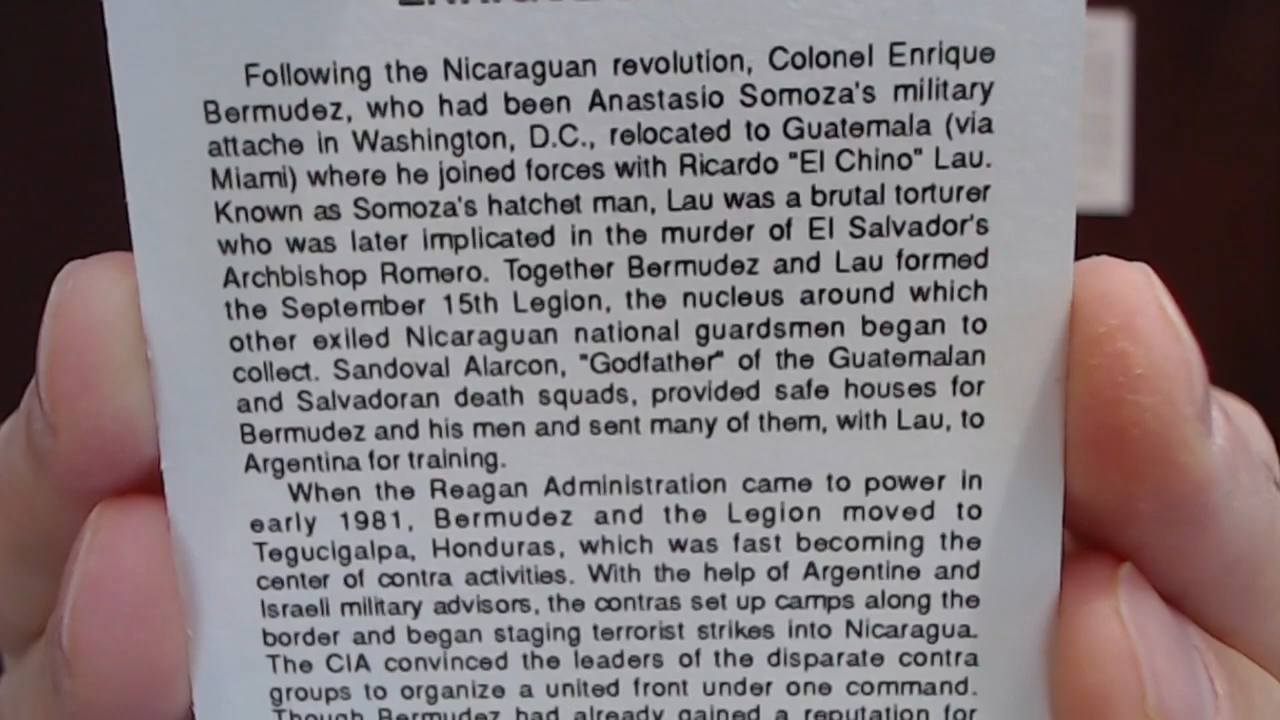 Following the Nicaraguan revolution, Colonel Enrique
Bermudez, who had been Anastasio Somoza's military
attache in Washington, D.C., relocated to Guatemala (via
Miami) where he joined forces with Ricardo "El Chino" Lau.
Known as Somoza's hatchet man, Lau was a brutal torturer
who was later implicated in the murder of El Salvador's
Archbishop Romero. Together Bermudez and Lau formed
the September 15th Legion, the nucleus around which
other exiled Nicaraguan national guardsmen began to
collect. Sandoval Alarcon, "Godfather" of the Guatemalan
and Salvadoran death squads, provided safe houses for
Bermudez and his men and sent many of them, with Lau, to
Argentina for training.
When the Reagan Administration came to power in
early 1981, Bermudez and the Legion moved to
Tegucigalpa, Honduras, which was fast becoming the
center of contra activities. With the help of Argentine and
Israeli military advisors, the contras set up camps along the
border and began staging terrorist strikes into Nicaragua.
The CIA convinced the leaders of the disparate contra
groups to organize a united front under one command.
Though Bermudez had already gained a reputation for